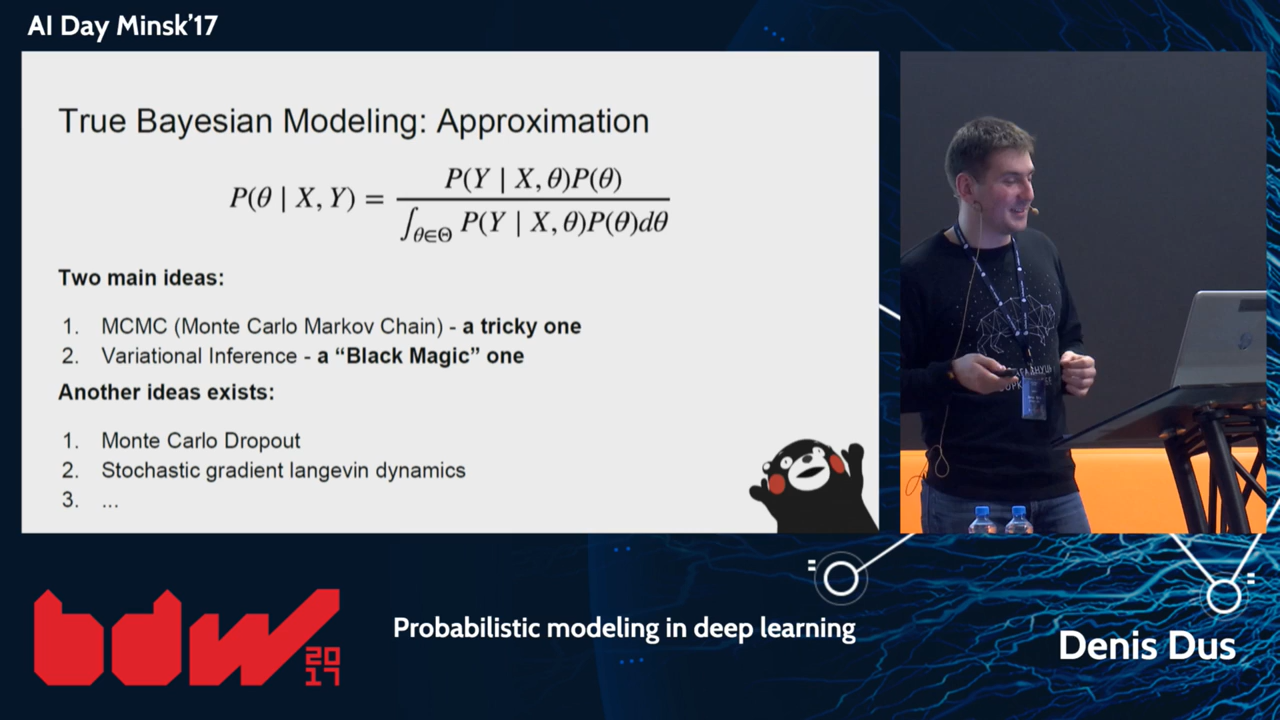 AI Day Minsk'17
True Bayesian Modeling: Approximation
P(θ | X, Y) = P(Y | X, θ)P(θ) / ∫θ∈Θ P(Y | X, θ)P(θ)dθ
Two main ideas:
1. MCMC (Monte Carlo Markov Chain) - a tricky one
2. Variational Inference - a “Black Magic” one
Another ideas exists:
1. Monte Carlo Dropout
2. Stochastic gradient langevin dynamics
3. ...
bdw
20
17
Probabilistic modeling in deep learning
Denis Dus